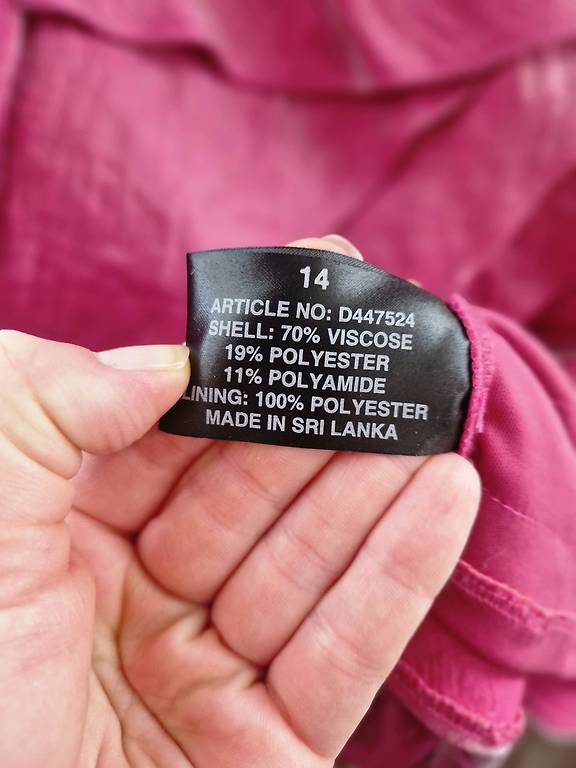 14
ARTICLE NO: D447524
SHELL: 70% VISCOSE
19% POLYESTER
11% POLYAMIDE
LINING: 100% POLYESTER
MADE IN SRI LANKA